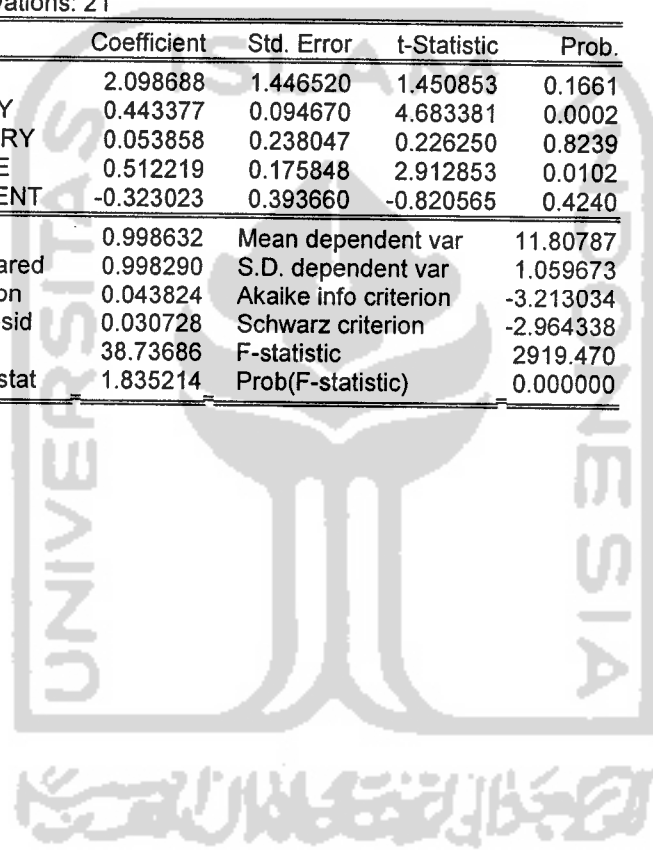 vations: 21
Coefficient Std. Error t-Statistic Prob.
2.098688 1.446520 1.450853 0.1661
Y 0.443377 0.094670 4.683381 0.0002
RY 0.053858 0.238047 0.226250 0.8239
E 0.512219 0.175848 2.912853 0.0102
ENT -0.323023 0.393660 -0.820565 0.4240
0.998632 Mean dependent var 11.80787
ared 0.998290 S.D. dependent var 1.059673
on 0.043824 Akaike info criterion -3.213034
sid 0.030728 Schwarz criterion -2.964338
38.73686 F-statistic 2919.470
stat 1.835214 Prob(F-statistic) 0.000000
ISLAM
UNIVERSITAS
INDONESIA